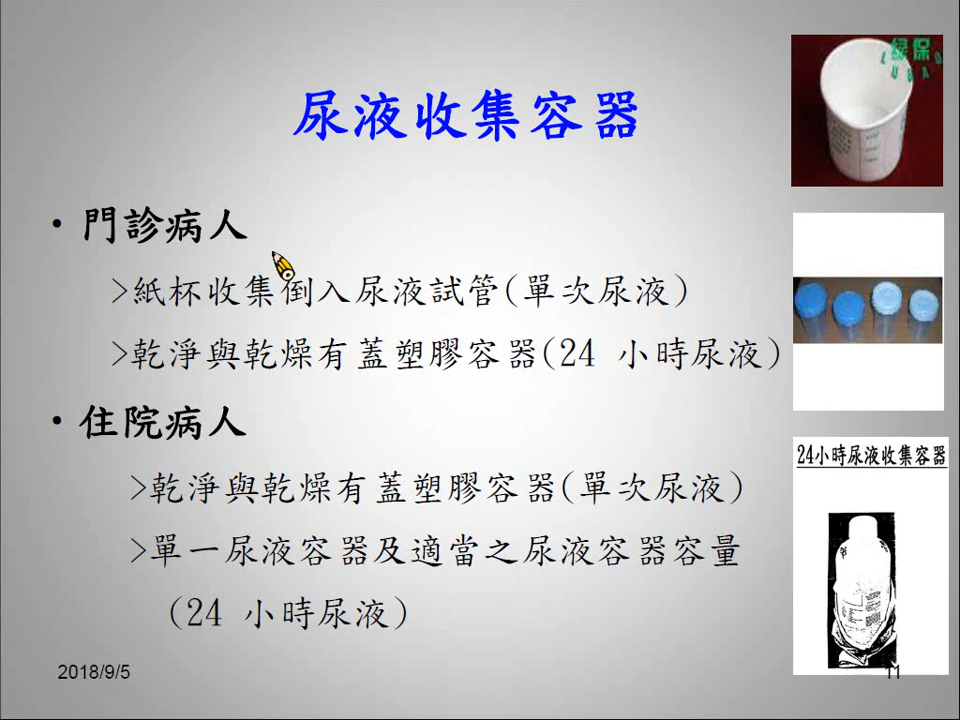 尿液收集容器
・門診病人
>紙杯收集倒入尿液試管(單次尿液)
>乾淨與乾燥有蓋塑膠容器(24 小時尿液)
・住院病人
>乾淨與乾燥有蓋塑膠容器(單次尿液)
>單一尿液容器及適當之尿液容器容量
(24 小時尿液)
绿保
LUBAO
24小時尿液收集容器
2018/9/5
11